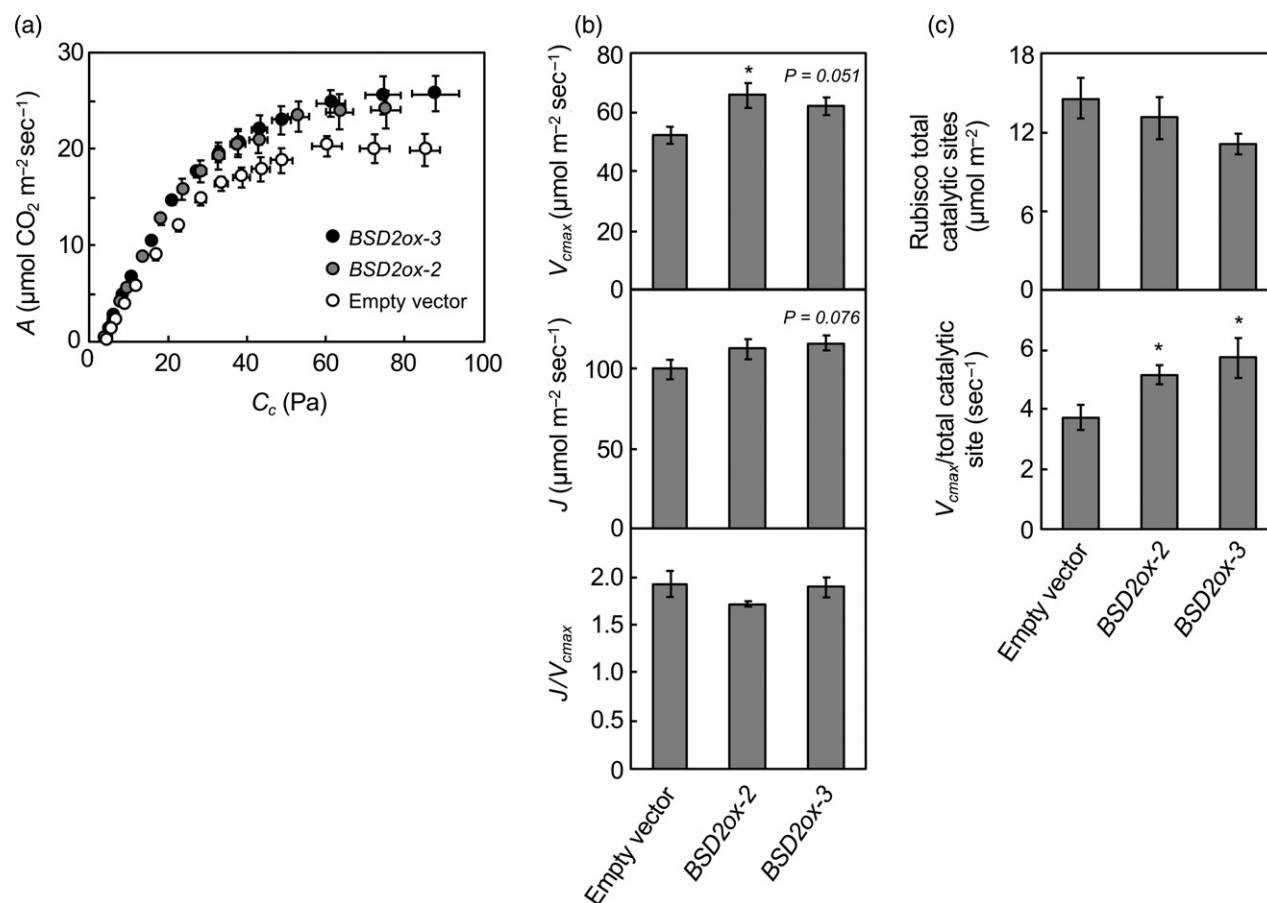 (a)
30
20
10
0
A (μmol CO₂ m⁻² sec⁻¹)
0 20 40 60 80 100
C_c (Pa)
BSD2ox-3
BSD2ox-2
Empty vector
(b)
80
60
40
20
0
V_cmax (μmol m⁻² sec⁻¹)
*
P = 0.051
100
50
0
J (μmol m⁻² sec⁻¹)
P = 0.076
2.0
1.5
1.0
0.5
0
J/V_cmax
Empty vector
BSD2ox-2
BSD2ox-3
(c)
18
12
6
0
Rubisco total
catalytic sites
(μmol m⁻²)
6
4
2
0
V_cmax/total catalytic
site (sec⁻¹)
*
*
Empty vector
BSD2ox-2
BSD2ox-3